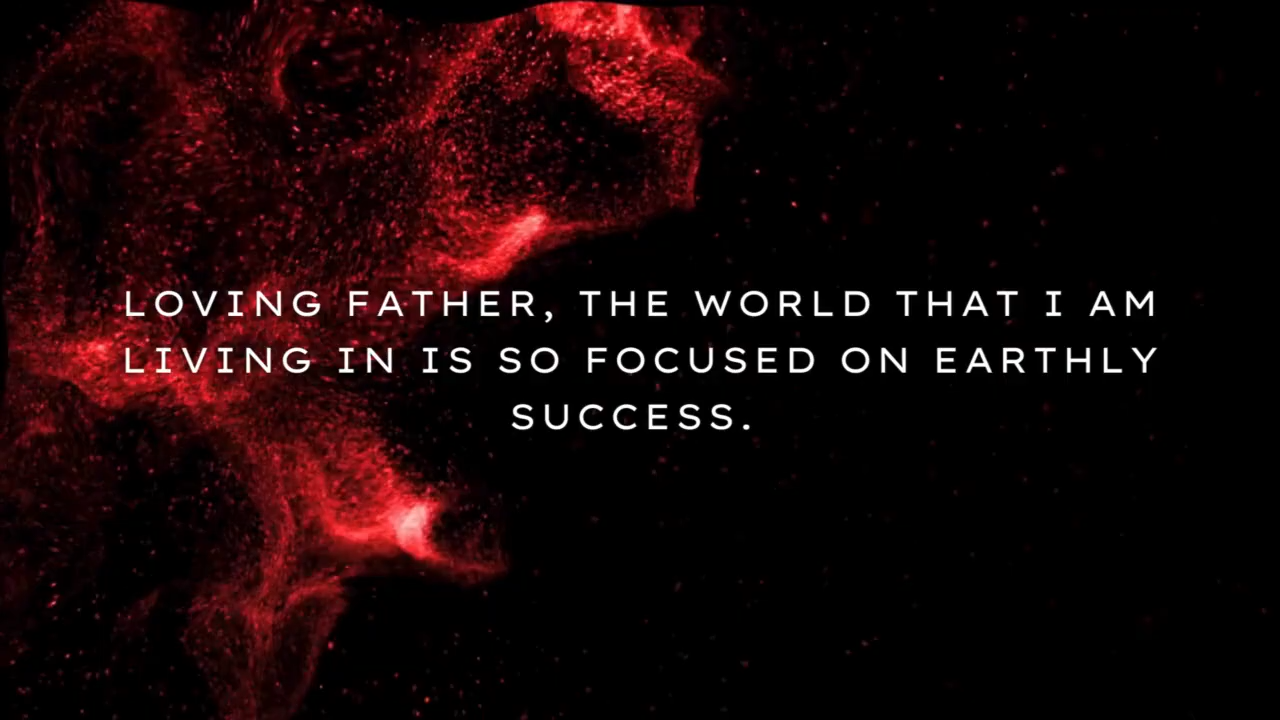 LOVING FATHER, THE WORLD THAT I AM
LIVING IN IS SO FOCUSED ON EARTHLY
SUCCESS.